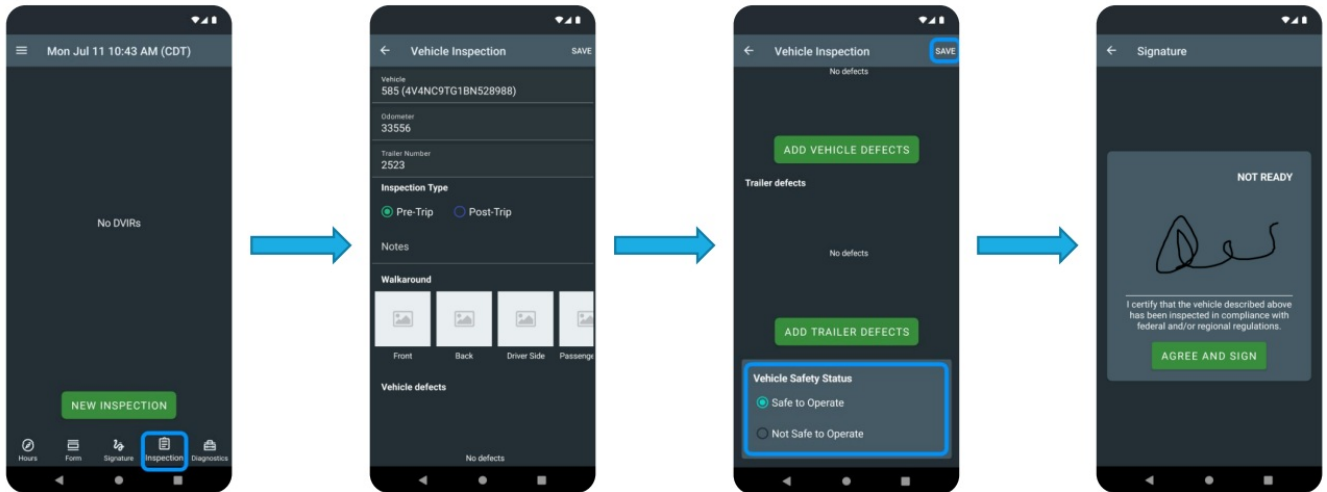 Mon Jul 11 10:43 AM (CDT)
No DVIRs
NEW INSPECTION
Hours
Form
Signature
Inspection
Diagnostics
Vehicle Inspection
SAVE
Vehicle
585 (4V4NC9TG1BN528988)
Odometer
33556
Trailer Number
2523
Inspection Type
Pre-Trip
Post-Trip
Notes
Walkaround
Front
Back
Driver Side
Passenge
Vehicle defects
No defects
Vehicle Inspection
SAVE
No defects
ADD VEHICLE DEFECTS
Trailer defects
No defects
ADD TRAILER DEFECTS
Vehicle Safety Status
Safe to Operate
Not Safe to Operate
Signature
NOT READY
I certify that the vehicle described above
has been inspected in compliance with
federal and/or regional regulations.
AGREE AND SIGN